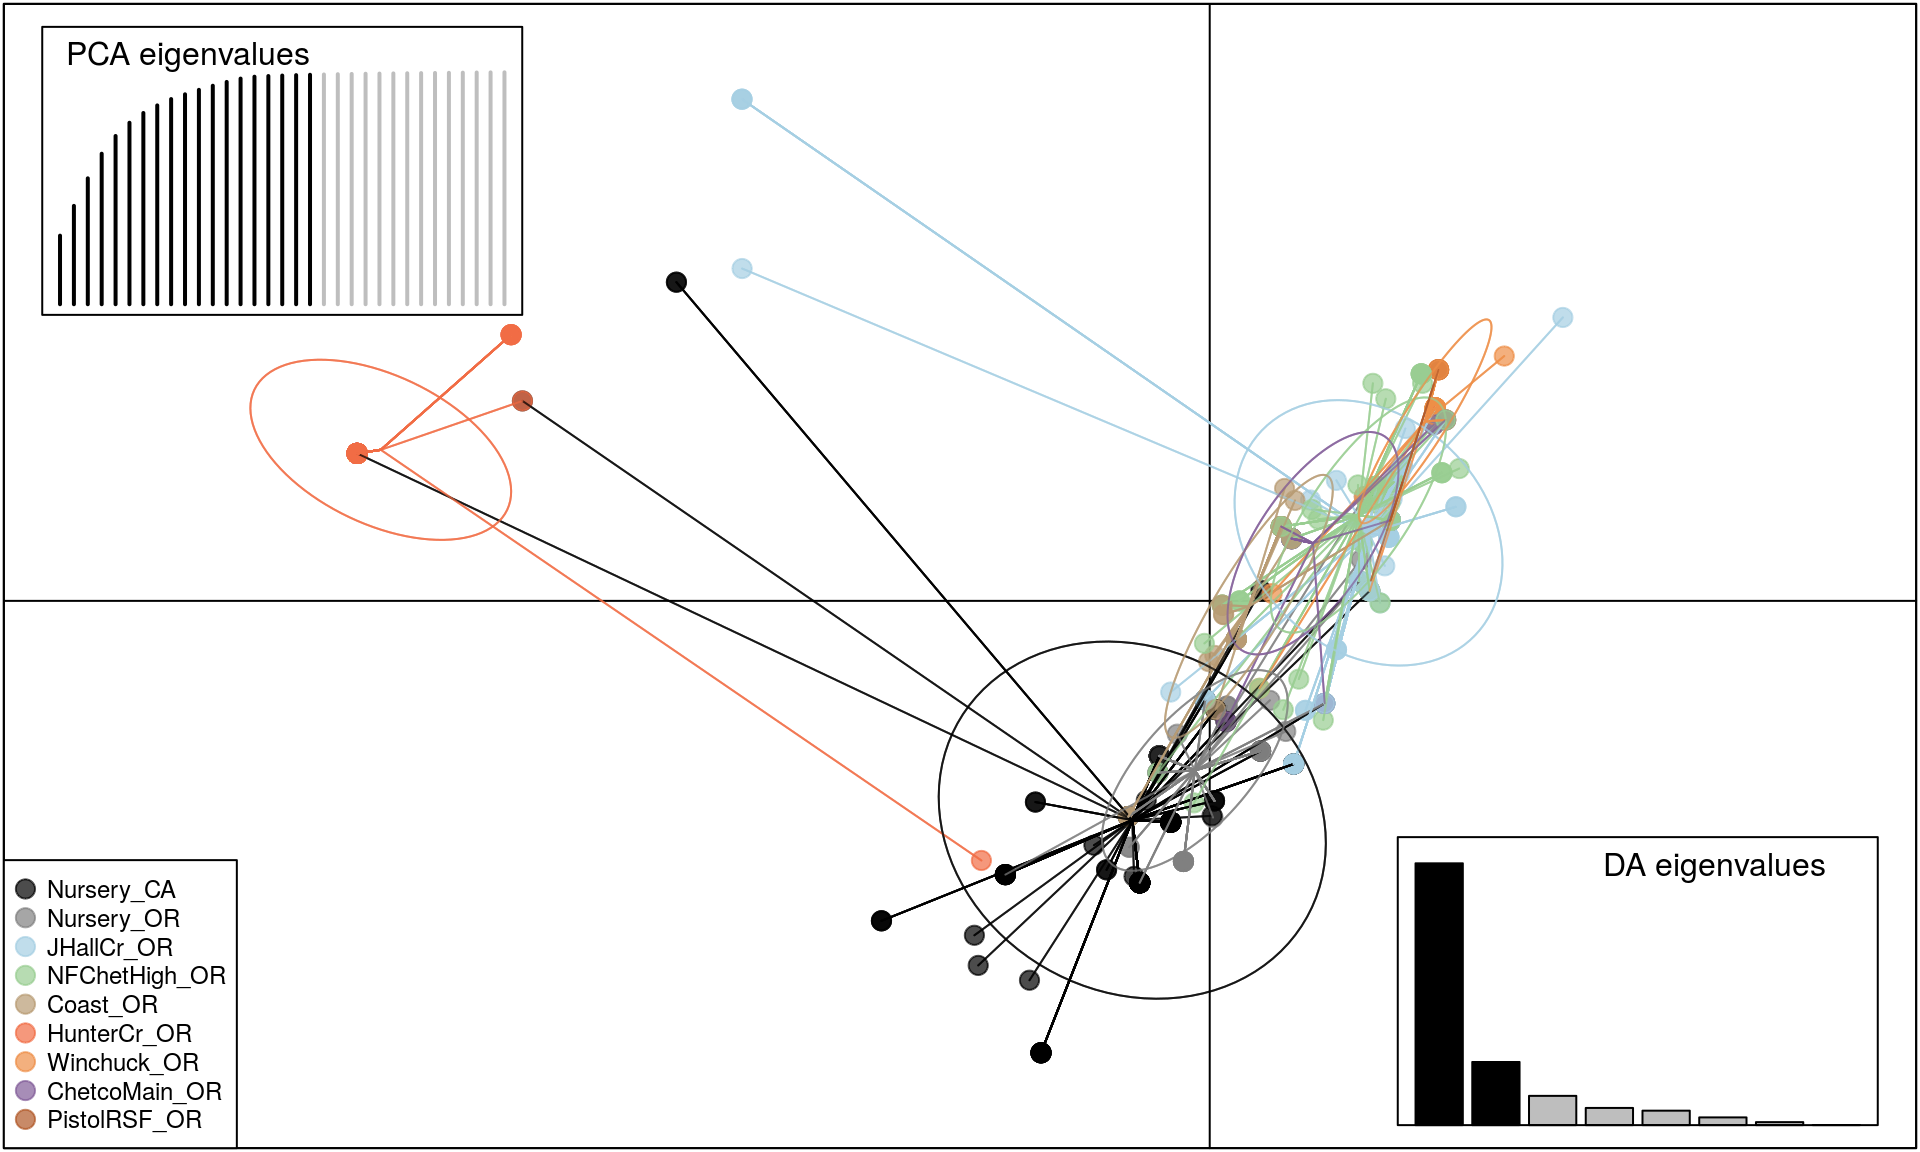 PCA eigenvalues
Nursery_CA
Nursery_OR
JHallCr_OR
NFChetHigh_OR
Coast_OR
HunterCr_OR
Winchuck_OR
ChetcoMain_OR
PistolRSF_OR
DA eigenvalues